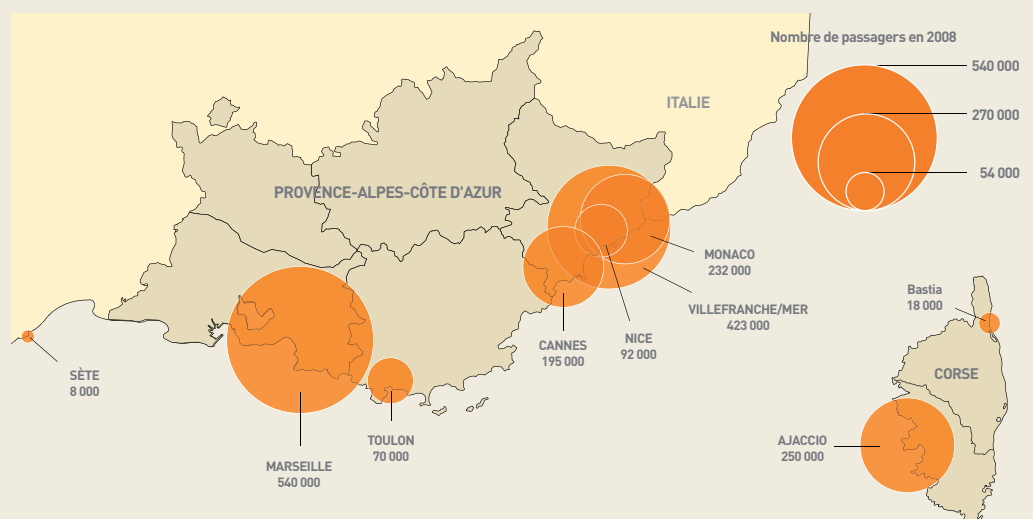 Nombre de passagers en 2008
540 000
270 000
54 000
ITALIE
PROVENCE-ALPES-CÔTE D'AZUR
MONACO
232 000
VILLEFRANCHE/MER
423 000
NICE
92 000
CANNES
195 000
SÈTE
8 000
TOULON
70 000
MARSEILLE
540 000
Bastia
18 000
CORSE
AJACCIO
250 000